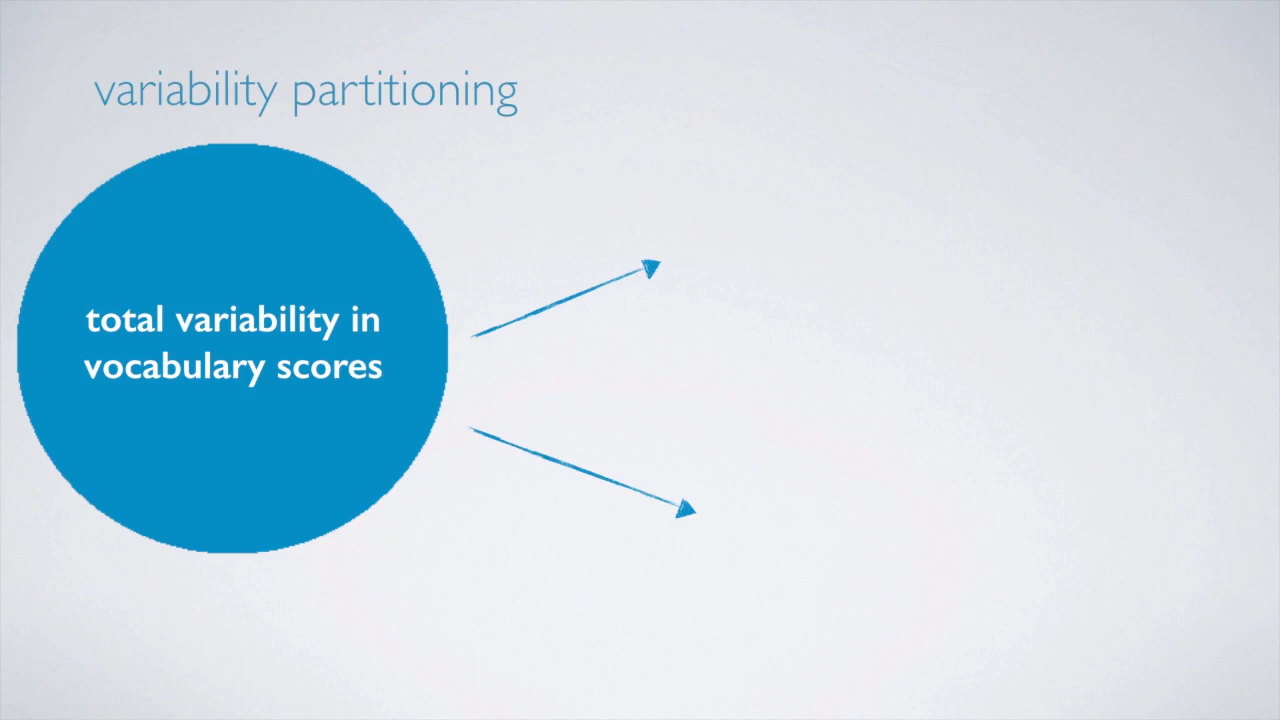 variability partitioning
total variability in
vocabulary scores